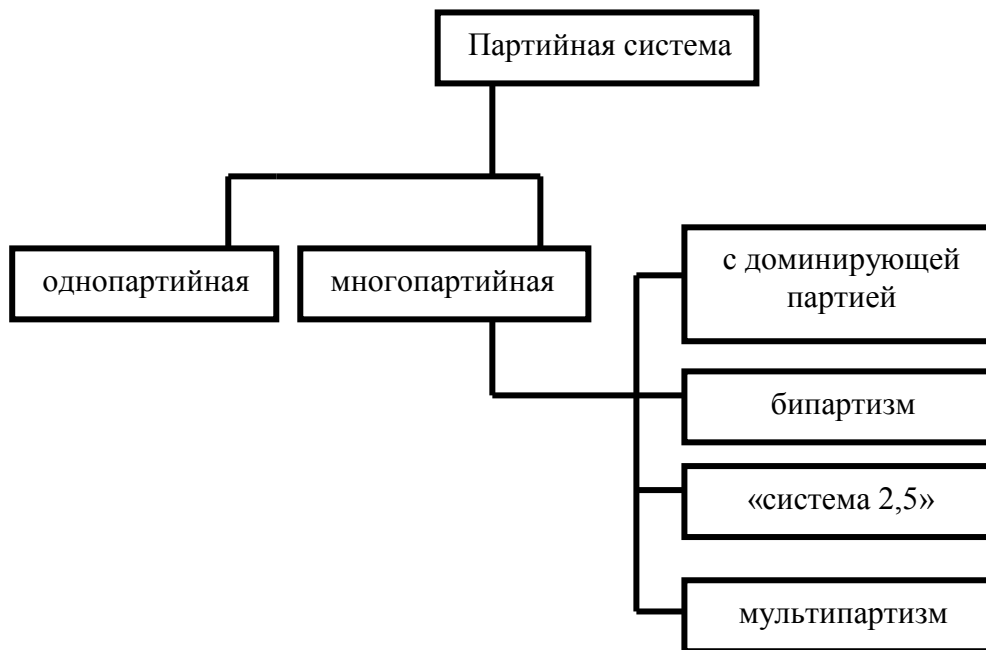 Партийная система
однопартийная
многопартийная
с доминирующей
партией
бипартизм
«система 2,5»
мультипартизм